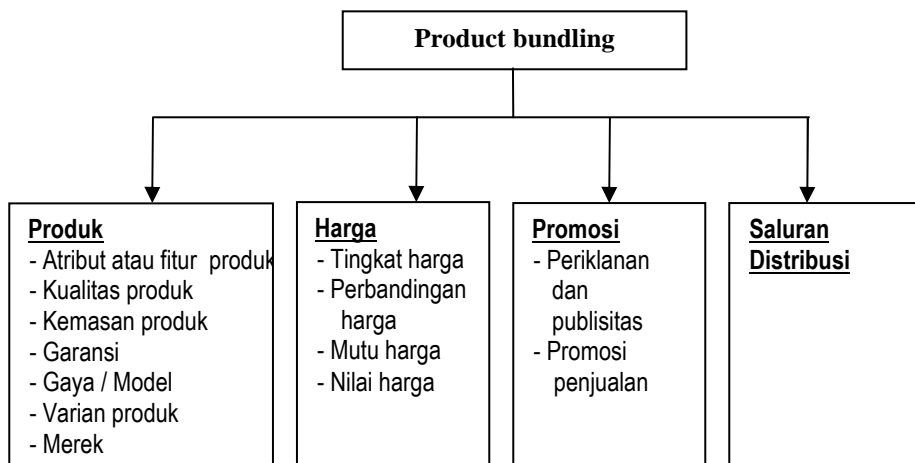 Product bundling
Produk
- Atribut atau fitur produk
- Kualitas produk
- Kemasan produk
- Garansi
- Gaya / Model
- Varian produk
- Merek
Harga
- Tingkat harga
- Perbandingan
harga
- Mutu harga
- Nilai harga
Promosi
- Periklanan
dan
publisitas
- Promosi
penjualan
Saluran
Distribusi